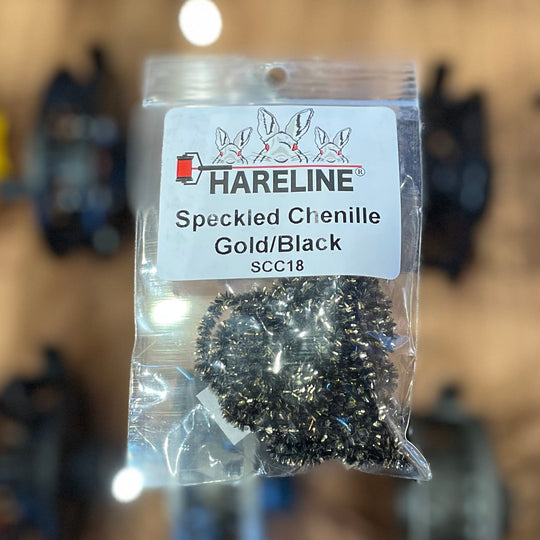 HARELINE®
Speckled Chenille
Gold/Black
SCC18